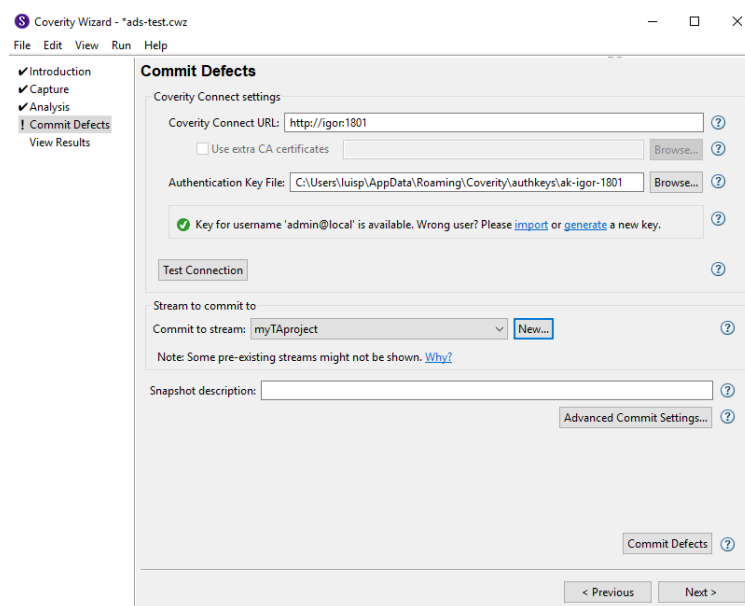 S Coverity Wizard - *ads-test.cwz
File Edit View Run Help
✔Introduction
✔Capture
✔Analysis
! Commit Defects
View Results
Commit Defects
Coverity Connect settings
Coverity Connect URL: http://igor:1801 ?
Use extra CA certificates Browse... ?
Authentication Key File: C:\Users\luisp\AppData\Roaming\Coverity\authkeys\ak-igor-1801 Browse... ?
Key for username 'admin@local' is available. Wrong user? Please import or generate a new key. ?
Test Connection ?
Stream to commit to
Commit to stream: myTAproject New... ?
Note: Some pre-existing streams might not be shown. Why?
Snapshot description: ?
Advanced Commit Settings... ?
Commit Defects ?
< Previous Next >